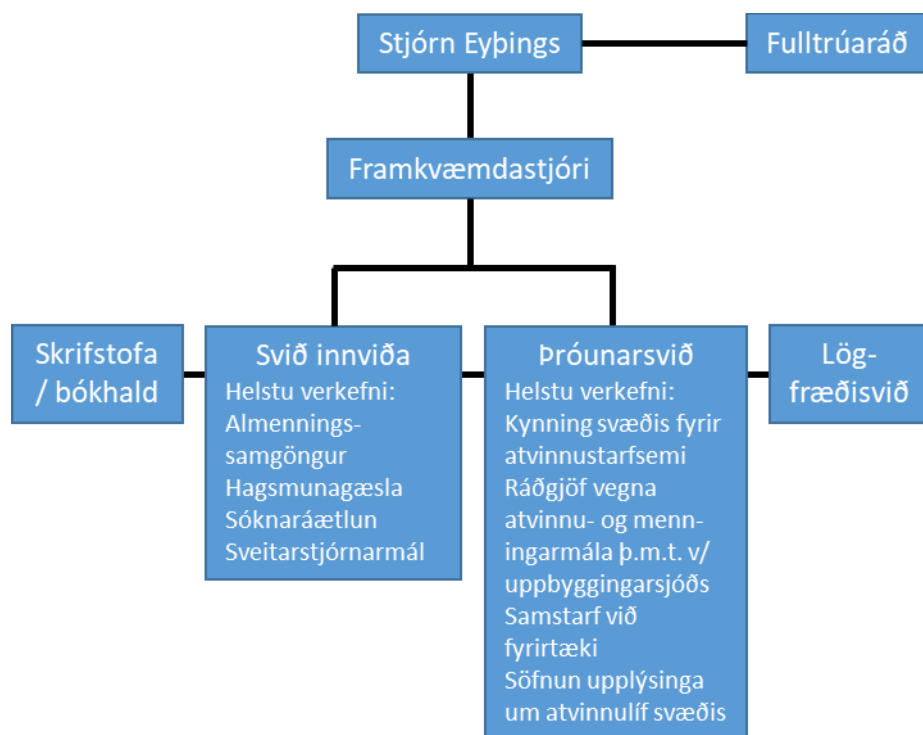 Stjórn Eyþings
Fulltrúaráð
Framkvæmdastjóri
Skrifstofa
/ bókhald
Svið innviða
Helstu verkefni:
Almennings-
samgöngur
Hagsmunagæsla
Sóknaráætlun
Sveitarstjórnarmál
Þróunarsvið
Helstu verkefni:
Kynning svæðis fyrir
atvinnustarfsemi
Ráðgjöf vegna
atvinnu- og menn-
ingarmála þ.m.t. v/
uppbyggingarsjóðs
Samstarf við
fyrirtæki
Söfnun upplýsinga
um atvinnulíf svæðis
Lög-
fræðisvið